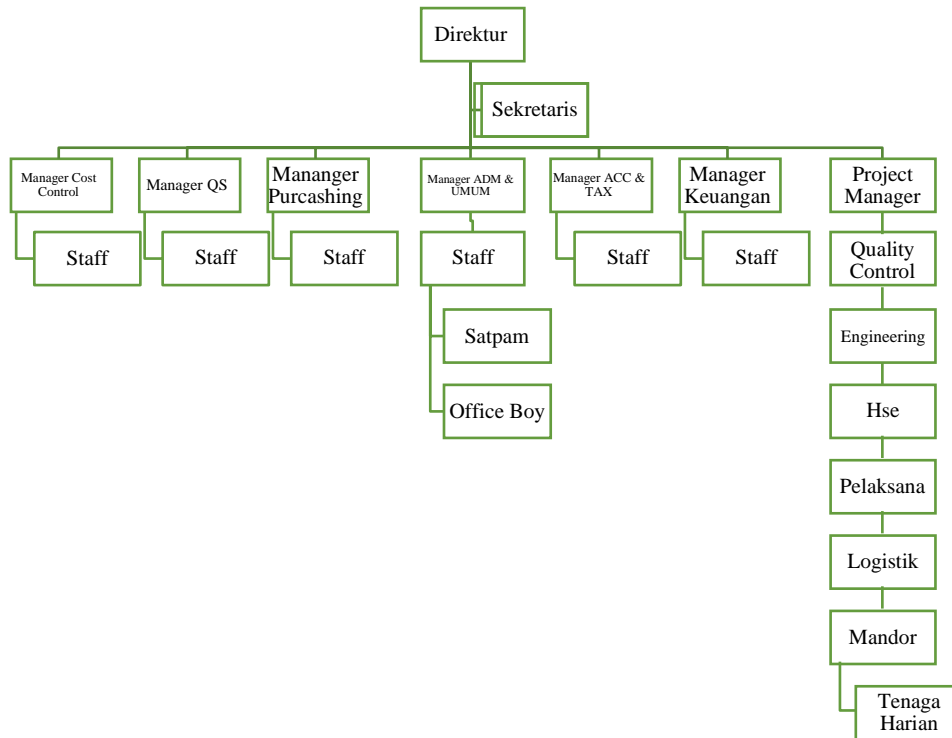 Direktur
Sekretaris
Manager Cost
Control
Manager QS
Mananger
Purcashing
Manager ADM &
UMUM
Manager ACC &
TAX
Manager
Keuangan
Project
Manager
Staff
Staff
Staff
Staff
Staff
Staff
Quality
Control
Satpam
Engineering
Office Boy
Hse
Pelaksana
Logistik
Mandor
Tenaga
Harian